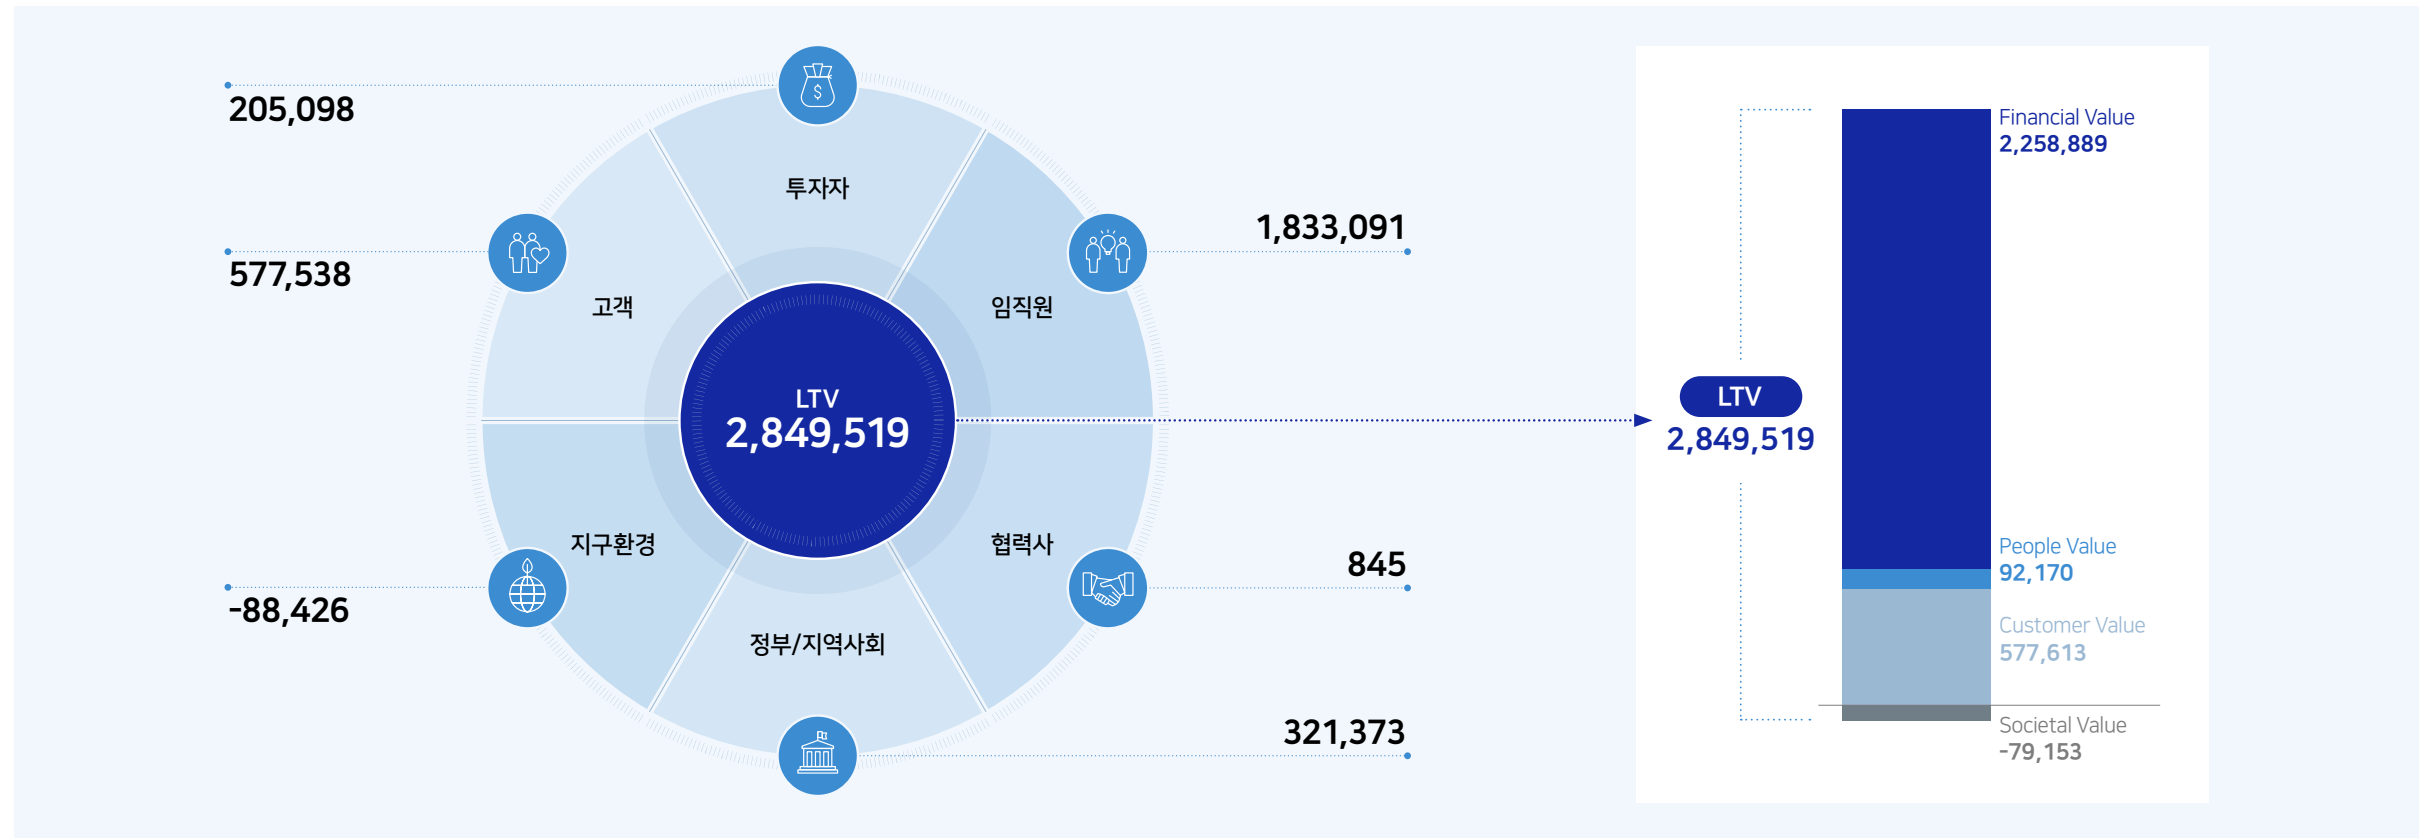 205,098
투자자
577,538
고객
1,833,091
임직원
LTV
2,849,519
지구환경
-88,426
협력사
845
정부/지역사회
321,373
LTV
2,849,519
Financial Value
2,258,889
People Value
92,170
Customer Value
577,613
Societal Value
-79,153